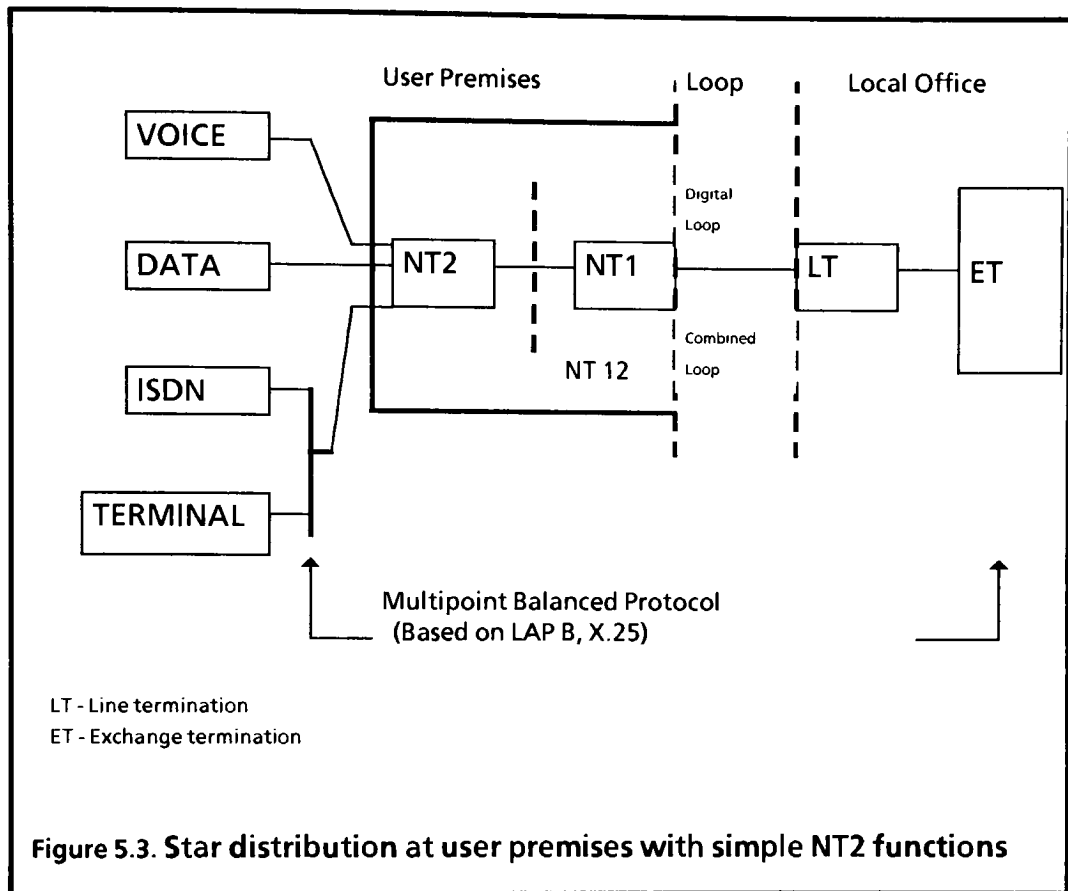 User Premises
Loop
Local Office
VOICE
DATA
ISDN
TERMINAL
NT2
NT1
NT 12
Digital
Loop
Combined
Loop
LT
ET
Multipoint Balanced Protocol
(Based on LAP B, X.25)
LT - Line termination
ET - Exchange termination
Figure 5.3. Star distribution at user premises with simple NT2 functions